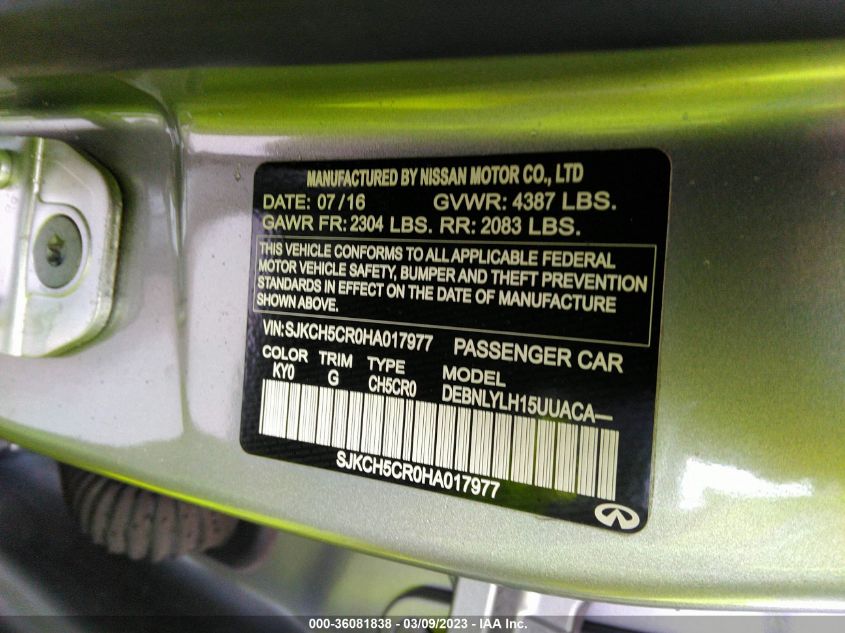 MANUFACTURED BY NISSAN MOTOR CO., LTD
DATE: 07/16 GVWR: 4387 LBS.
GAWR FR: 2304 LBS. RR: 2083 LBS.
THIS VEHICLE CONFORMS TO ALL APPLICABLE FEDERAL
MOTOR VEHICLE SAFETY, BUMPER AND THEFT PREVENTION
STANDARDS IN EFFECT ON THE DATE OF MANUFACTURE
SHOWN ABOVE.
VIN: SJKCH5CR0HA017977 PASSENGER CAR
COLOR TRIM TYPE MODEL
KY0 G CH5CR0 DEBNLYLH15UUACA—
SJKCH5CR0HA017977
000-36081838 - 03/09/2023 - IAA Inc.